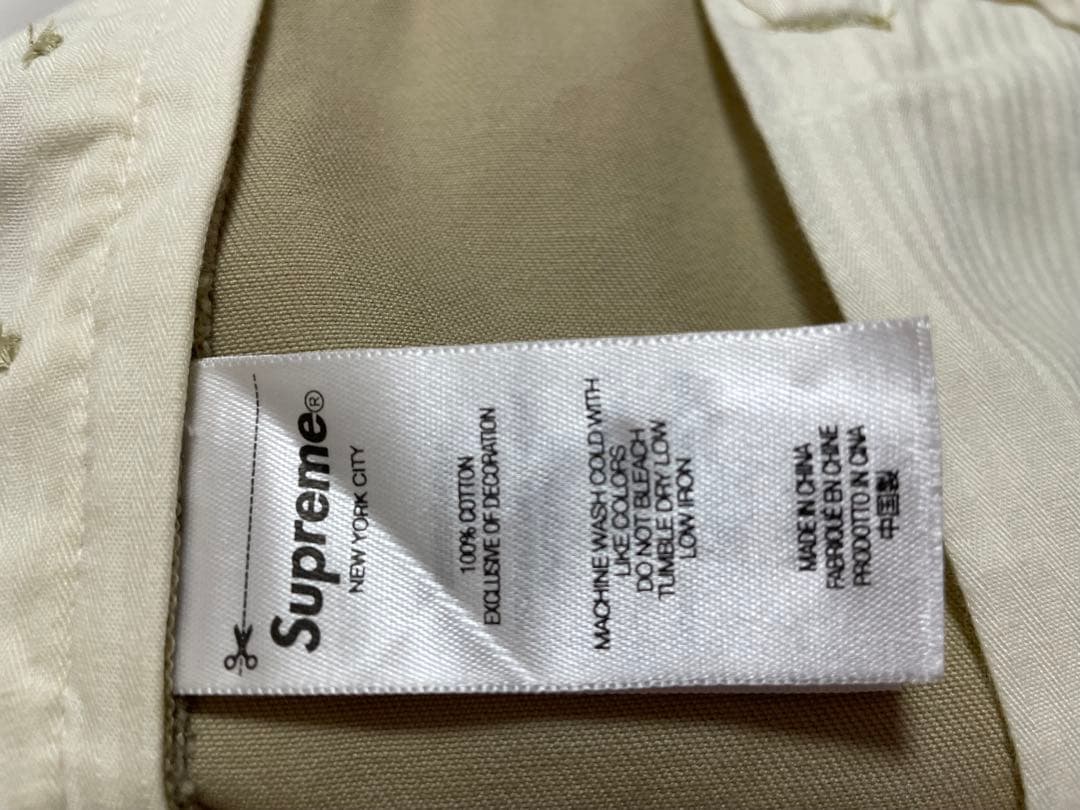 Supreme®
NEW YORK CITY
100% COTTON
EXCLUSIVE OF DECORATION
MACHINE WASH COLD WITH
LIKE COLORS
DO NOT BLEACH
TUMBLE DRY LOW
LOW IRON
MADE IN CHINA
FABRIQUÉ EN CHINE
PRODOTTO IN CINA
中国製